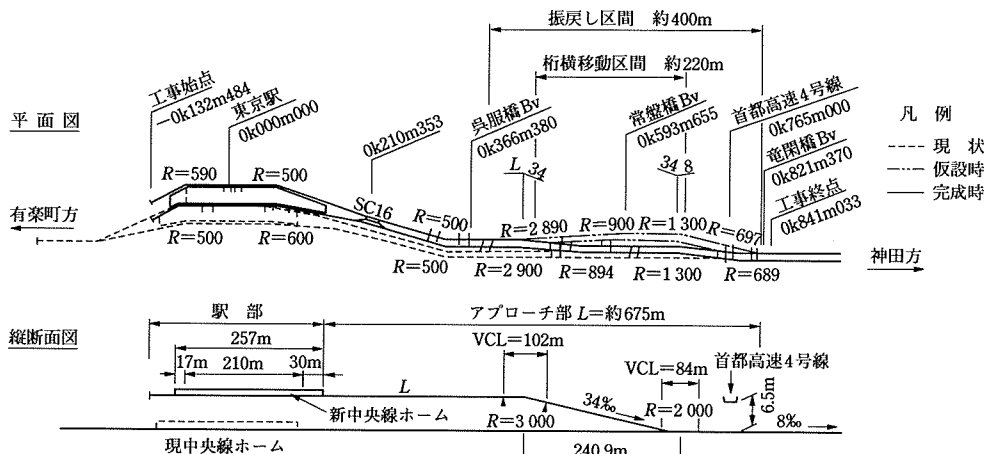 振戻し区間 約400m
桁横移動区間 約220m
工事始点
−0k132m484
東京駅
0k000m000
0k210m353
呉服橋Bv
0k366m380
常盤橋Bv
0k593m655
首都高速4号線
0k765m000
竜閑橋Bv
0k821m370
工事終点
0k841m033
平面図
凡 例
現 状
仮設時
完成時
L 34
34 8
R=590
R=500
SC16
R=500
R=2 890
R=900
R=1 300
R=697
有楽町方
R=500
R=600
R=500
R=2 900
R=894
R=1 300
R=689
神田方
縦断面図
駅 部
アプローチ部 L=約675m
257m
VCL=102m
17m
210m
30m
VCL=84m
首都高速4号線
L
新中央線ホーム
R=3 000
34‰
R=2 000
6.5m
8‰
現中央線ホーム
240.9m